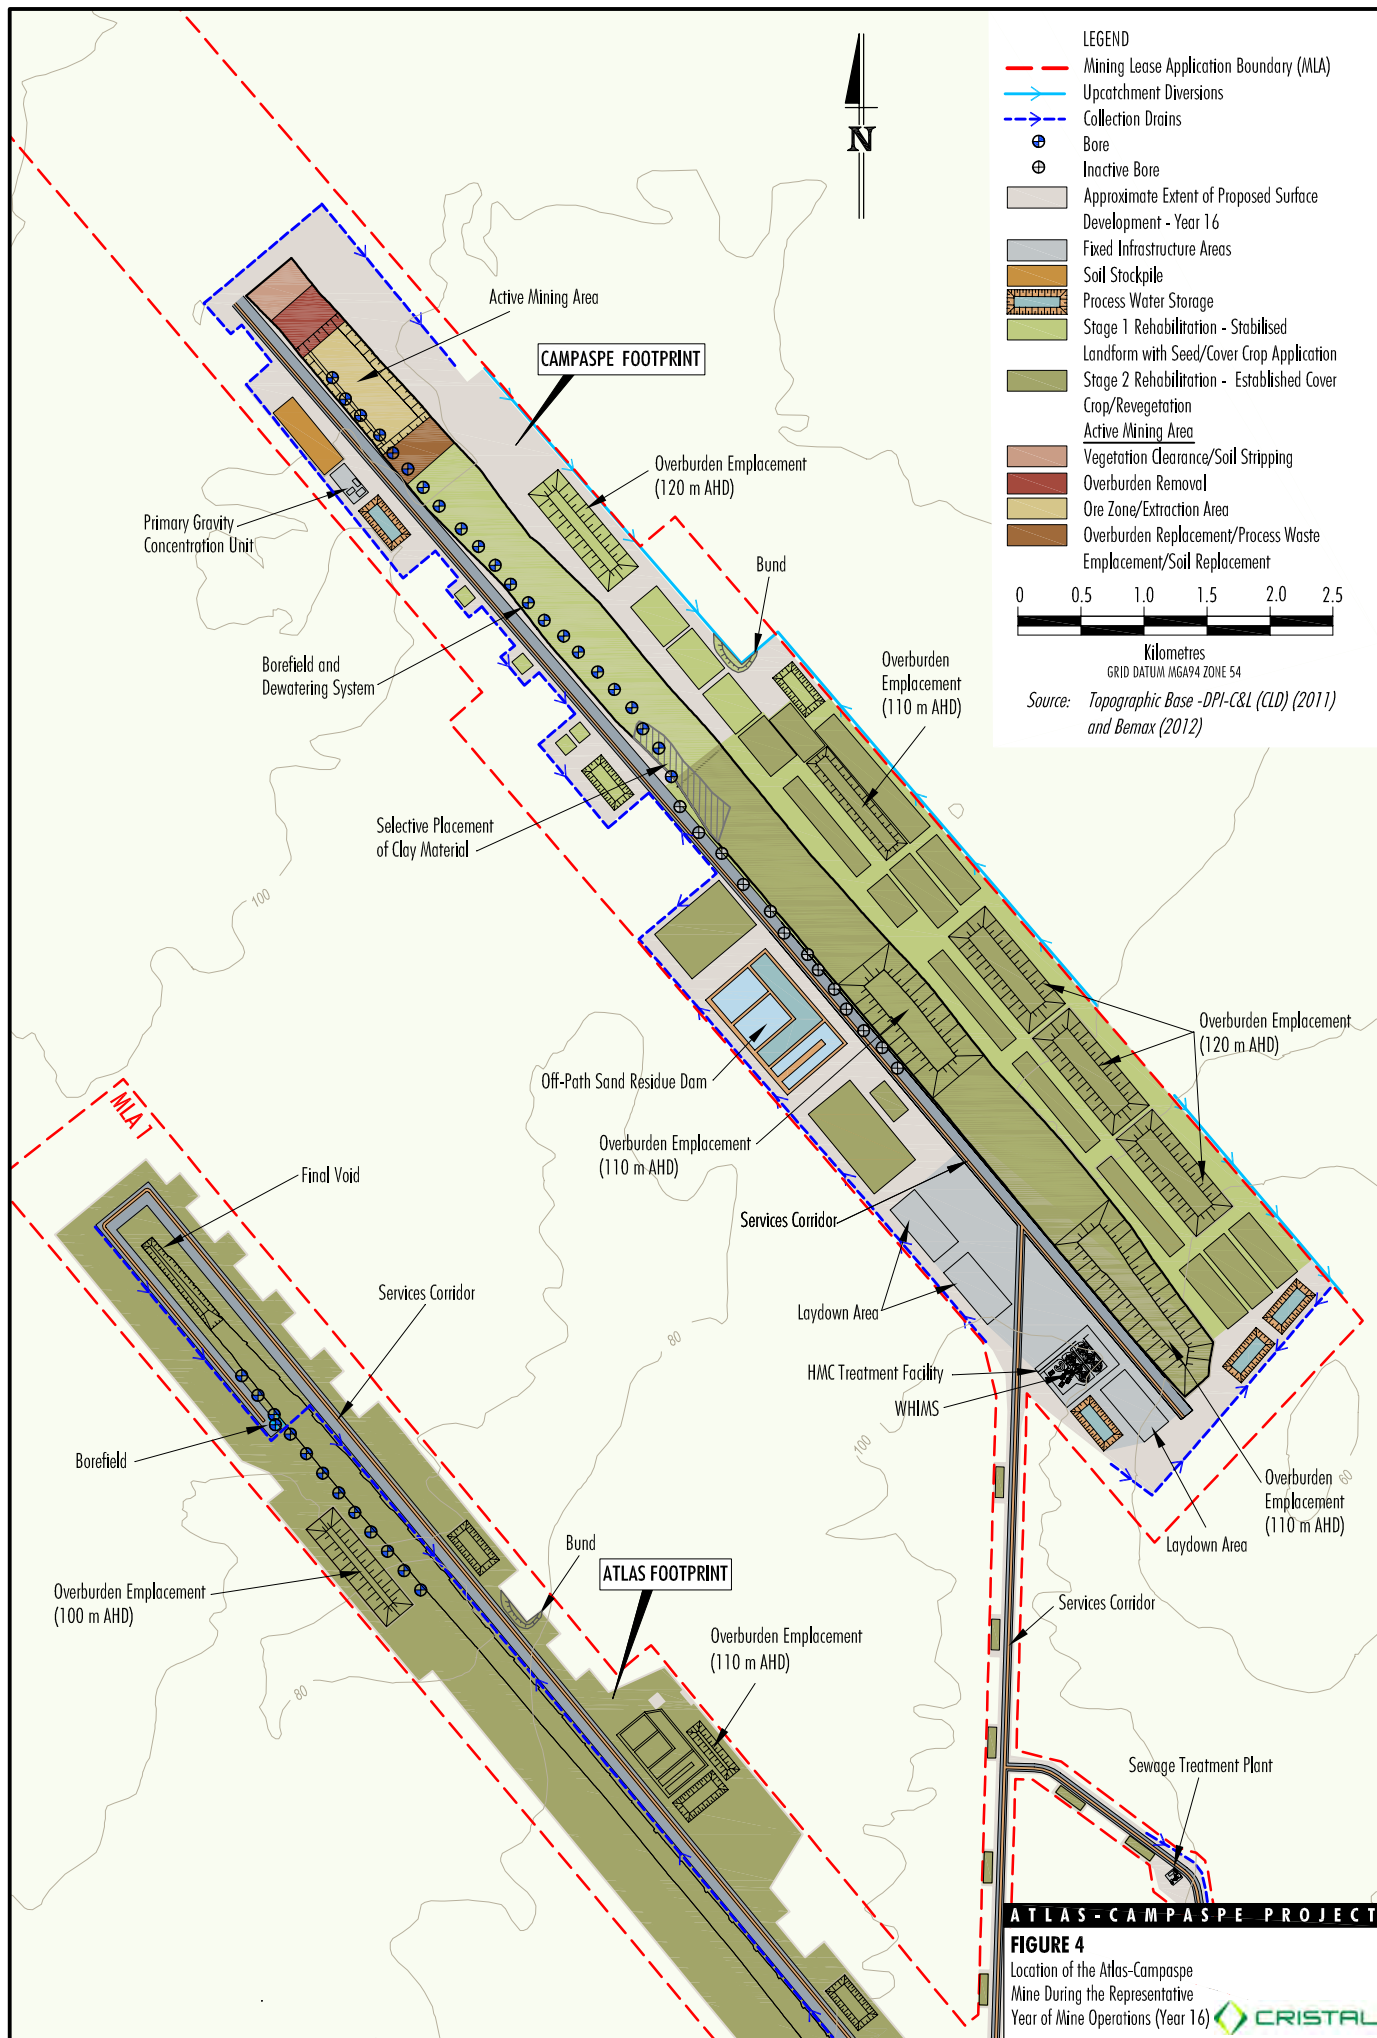 LEGEND
Mining Lease Application Boundary (MLA)
Upcatchment Diversions
Collection Drains
Bore
Inactive Bore
Approximate Extent of Proposed Surface
Development - Year 16
Fixed Infrastructure Areas
Soil Stockpile
Process Water Storage
Stage 1 Rehabilitation - Stabilised
Landform with Seed/Cover Crop Application
Stage 2 Rehabilitation - Established Cover
Crop/Revegetation
Active Mining Area
Vegetation Clearance/Soil Stripping
Overburden Removal
Ore Zone/Extraction Area
Overburden Replacement/Process Waste
Emplacement/Soil Replacement
0 0.5 1.0 1.5 2.0 2.5
Kilometres
GRID DATUM MGA94 ZONE 54
Source: Topographic Base -DPI-C&L (CLD) (2011)
and Bemax (2012)
N
Active Mining Area
CAMPASPE FOOTPRINT
Overburden Emplacement
(120 m AHD)
Primary Gravity
Concentration Unit
Bund
Borefield and
Dewatering System
Overburden
Emplacement
(110 m AHD)
Selective Placement
of Clay Material
100
Overburden Emplacement
(120 m AHD)
Off-Path Sand Residue Dam
MLA 1
Overburden Emplacement
(110 m AHD)
Final Void
Services Corridor
Services Corridor
Laydown Area
80
HMC Treatment Facility
WHIMS
100
60
Borefield
Overburden
Emplacement
(110 m AHD)
Laydown Area
Bund
ATLAS FOOTPRINT
Overburden Emplacement
(100 m AHD)
Services Corridor
Overburden Emplacement
(110 m AHD)
80
Sewage Treatment Plant
ATLAS-CAMPASPE PROJECT
FIGURE 4
Location of the Atlas-Campaspe
Mine During the Representative
Year of Mine Operations (Year 16)
CRISTAL